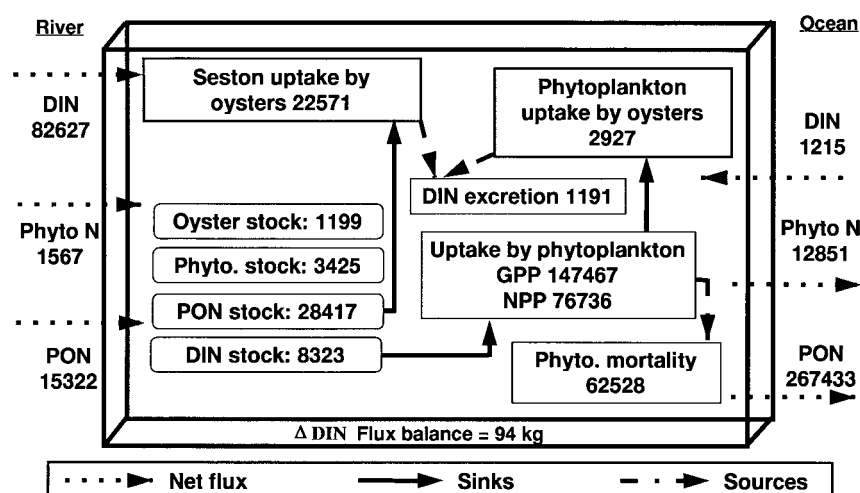 River
Ocean
Seston uptake by
oysters 22571
Phytoplankton
uptake by oysters
2927
DIN
82627
DIN
1215
DIN excretion 1191
Phyto N
1567
Oyster stock: 1199
Phyto. stock: 3425
PON stock: 28417
DIN stock: 8323
Uptake by phytoplankton
GPP 147467
NPP 76736
Phyto N
12851
PON
15322
Phyto. mortality
62528
PON
267433
Δ DIN Flux balance = 94 kg
Net flux
Sinks
Sources